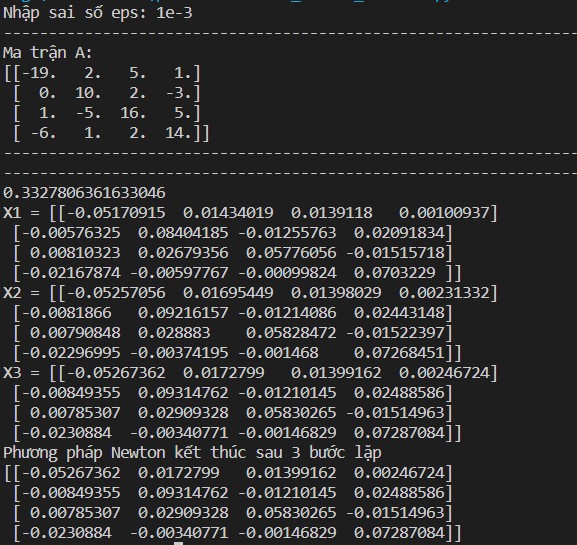 Nhập sai số eps: 1e-3
----------------------------------------------------------------
Ma trận A:
[[-19.   2.   5.   1.]
 [  0.  10.   2.  -3.]
 [  1.  -5.  16.   5.]
 [ -6.   1.   2.  14.]]
----------------------------------------------------------------
----------------------------------------------------------------
0.3327806361633046
X1 = [[-0.05170915  0.01434019  0.0139118   0.00100937]
 [-0.00576325  0.08404185 -0.01255763  0.02091834]
 [ 0.00810323  0.02679356  0.05776056 -0.01515718]
 [-0.02167874 -0.00597767 -0.00099824  0.0703229 ]]
X2 = [[-0.05257056  0.01695449  0.01398029  0.00231332]
 [-0.0081866   0.09216157 -0.01214086  0.02443148]
 [ 0.00790848  0.028883    0.05828472 -0.01522397]
 [-0.02296995 -0.00374195 -0.001468    0.07268451]]
X3 = [[-0.05267362  0.0172799   0.01399162  0.00246724]
 [-0.00849355  0.09314762 -0.01210145  0.02488586]
 [ 0.00785307  0.02909328  0.05830265 -0.01514963]
 [-0.0230884  -0.00340771 -0.00146829  0.07287084]]
Phương pháp Newton kết thúc sau 3 bước lặp
[[-0.05267362  0.0172799   0.01399162  0.00246724]
 [-0.00849355  0.09314762 -0.01210145  0.02488586]
 [ 0.00785307  0.02909328  0.05830265 -0.01514963]
 [-0.0230884  -0.00340771 -0.00146829  0.07287084]]